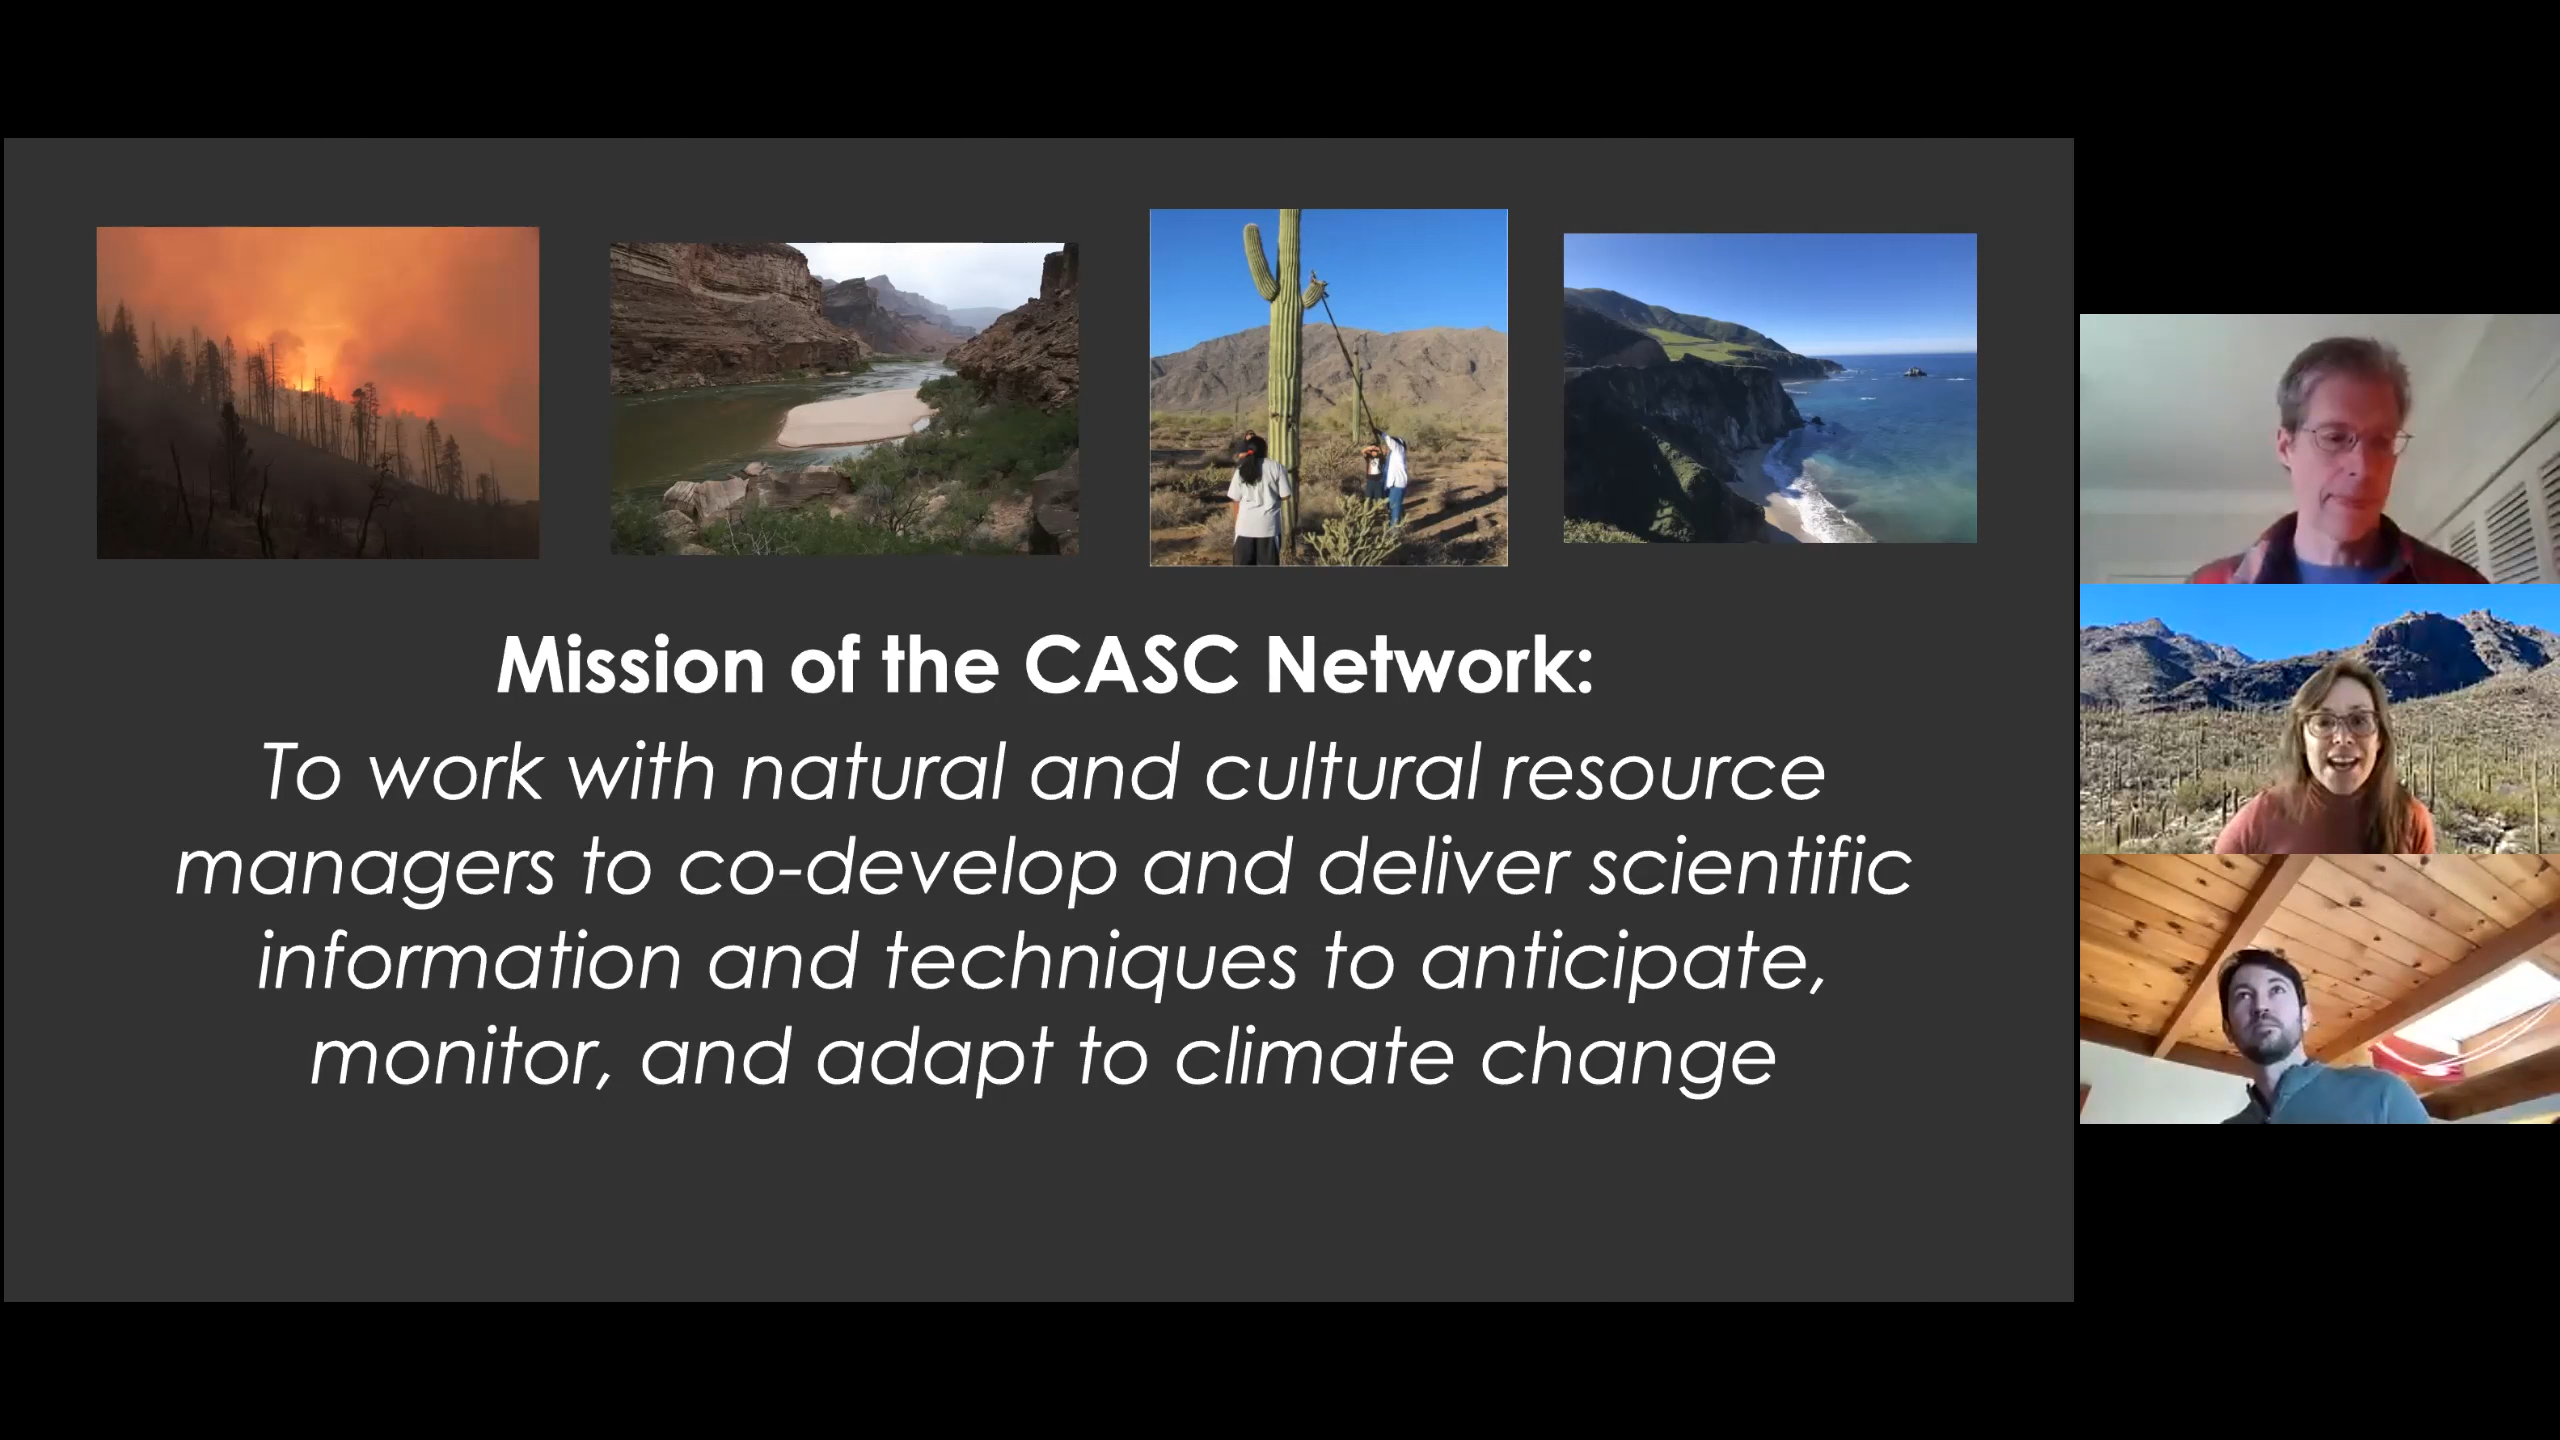 Mission of the CASC Network:
To work with natural and cultural resource
managers to co-develop and deliver scientific
information and techniques to anticipate,
monitor, and adapt to climate change